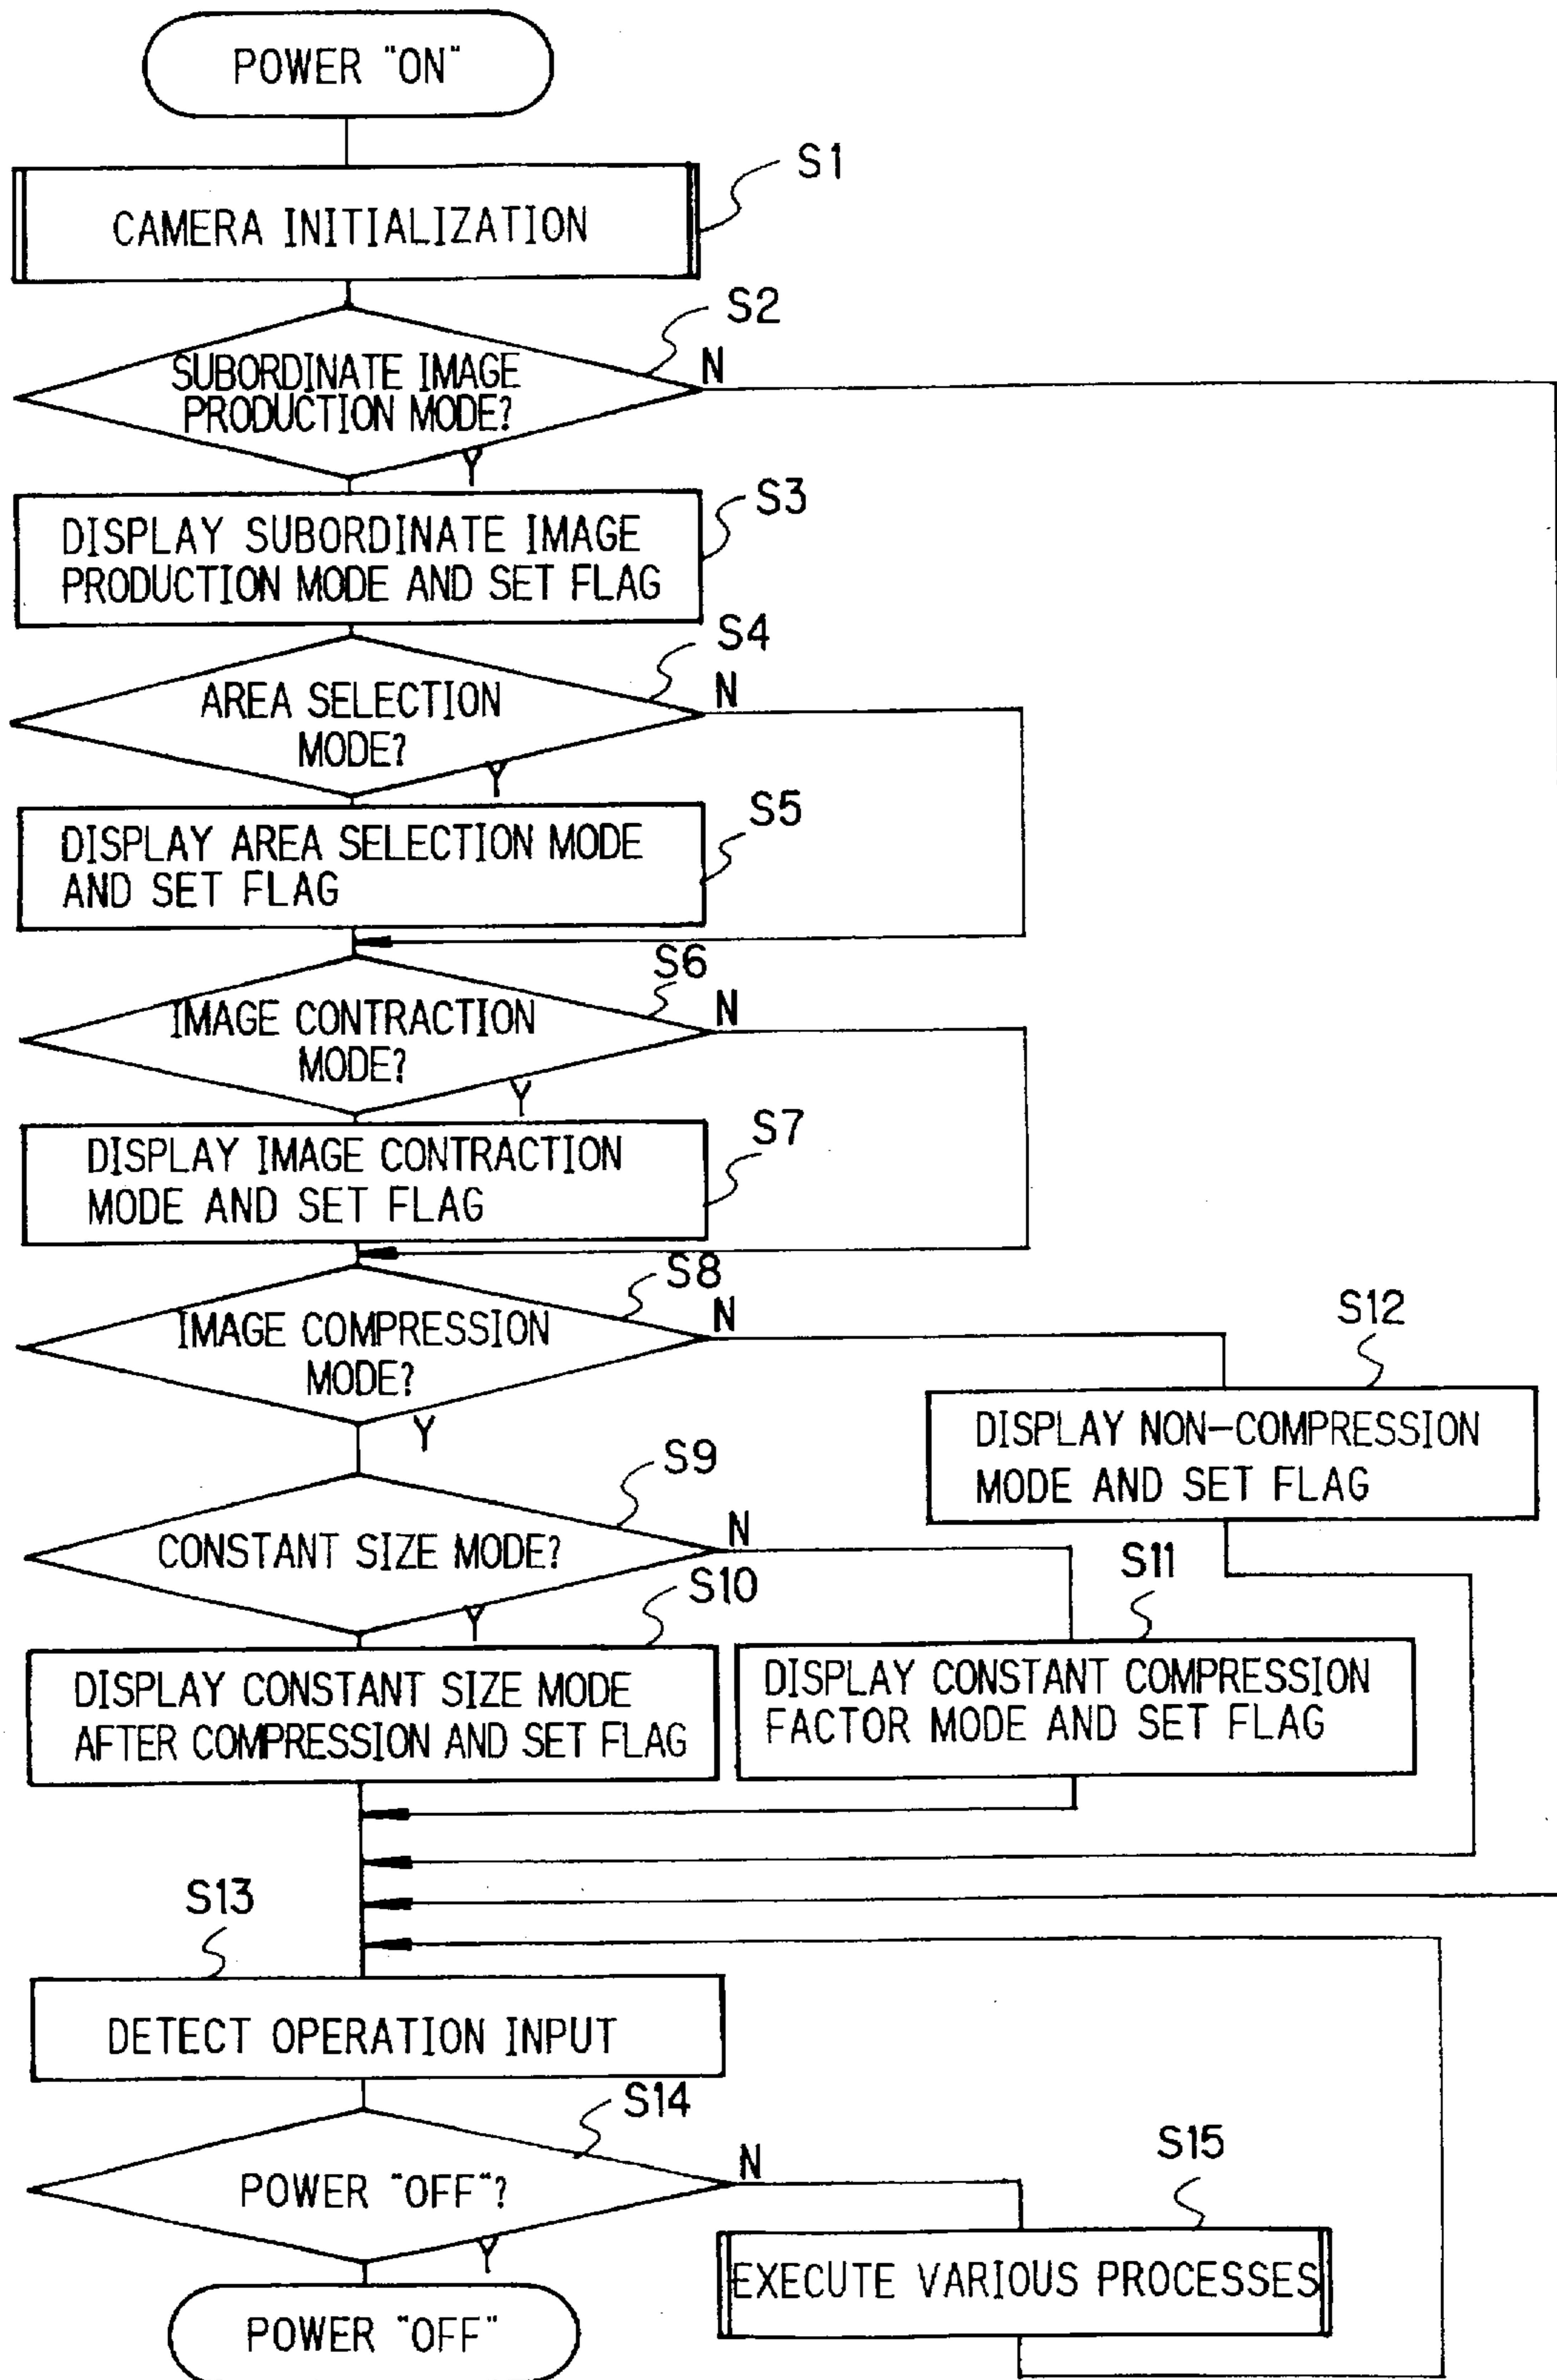 POWER "ON"
S1
CAMERA INITIALIZATION
S2
N
SUBORDINATE IMAGE
PRODUCTION MODE?
Y
S3
DISPLAY SUBORDINATE IMAGE
PRODUCTION MODE AND SET FLAG
S4
N
AREA SELECTION
MODE?
Y
S5
DISPLAY AREA SELECTION MODE
AND SET FLAG
S6
N
IMAGE CONTRACTION
MODE?
Y
S7
DISPLAY IMAGE CONTRACTION
MODE AND SET FLAG
S8
N
IMAGE COMPRESSION
MODE?
Y
S12
DISPLAY NON-COMPRESSION
MODE AND SET FLAG
S9
N
CONSTANT SIZE MODE?
Y
S10
DISPLAY CONSTANT SIZE MODE
AFTER COMPRESSION AND SET FLAG
S11
DISPLAY CONSTANT COMPRESSION
FACTOR MODE AND SET FLAG
S13
DETECT OPERATION INPUT
S14
N
POWER "OFF"?
Y
S15
EXECUTE VARIOUS PROCESSES
POWER "OFF"